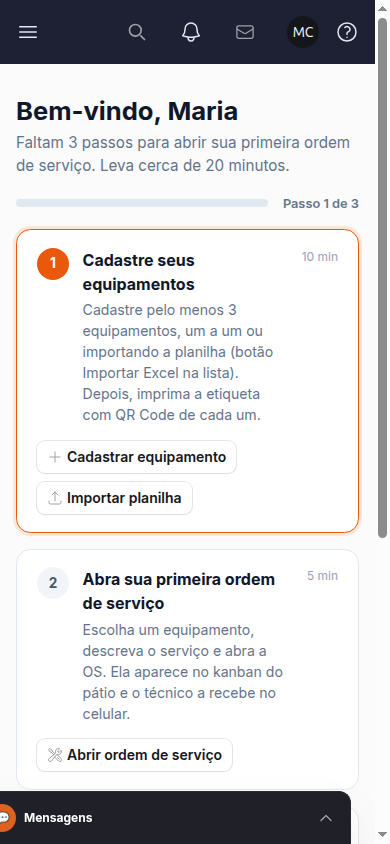 MC
Bem-vindo, Maria
Faltam 3 passos para abrir sua primeira ordem
de serviço. Leva cerca de 20 minutos.
Passo 1 de 3
1
Cadastre seus
equipamentos
10 min
Cadastre pelo menos 3
equipamentos, um a um ou
importando a planilha (botão
Importar Excel na lista).
Depois, imprima a etiqueta
com QR Code de cada um.
Cadastrar equipamento
Importar planilha
2
Abra sua primeira ordem
de serviço
5 min
Escolha um equipamento,
descreva o serviço e abra a
OS. Ela aparece no kanban do
pátio e o técnico a recebe no
celular.
Abrir ordem de serviço
Mensagens